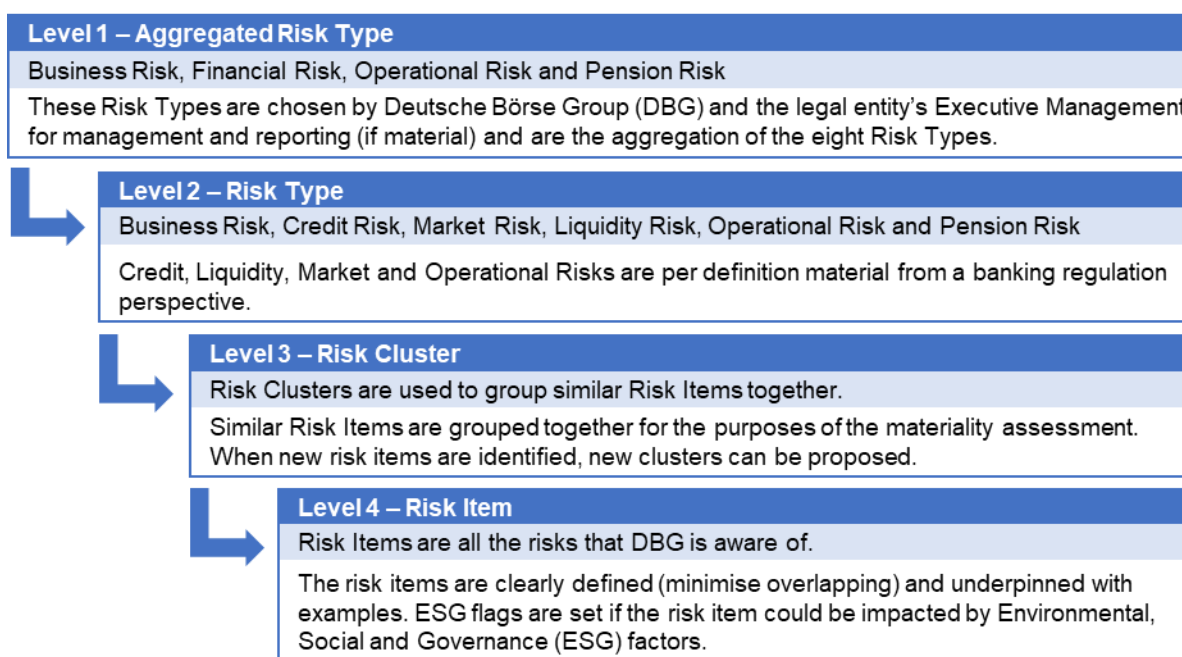 Level 1 – Aggregated Risk Type
Business Risk, Financial Risk, Operational Risk and Pension Risk
These Risk Types are chosen by Deutsche Börse Group (DBG) and the legal entity's Executive Management
for management and reporting (if material) and are the aggregation of the eight Risk Types.
Level 2 – Risk Type
Business Risk, Credit Risk, Market Risk, Liquidity Risk, Operational Risk and Pension Risk
Credit, Liquidity, Market and Operational Risks are per definition material from a banking regulation
perspective.
Level 3 – Risk Cluster
Risk Clusters are used to group similar Risk Items together.
Similar Risk Items are grouped together for the purposes of the materiality assessment.
When new risk items are identified, new clusters can be proposed.
Level 4 – Risk Item
Risk Items are all the risks that DBG is aware of.
The risk items are clearly defined (minimise overlapping) and underpinned with
examples. ESG flags are set if the risk item could be impacted by Environmental,
Social and Governance (ESG) factors.